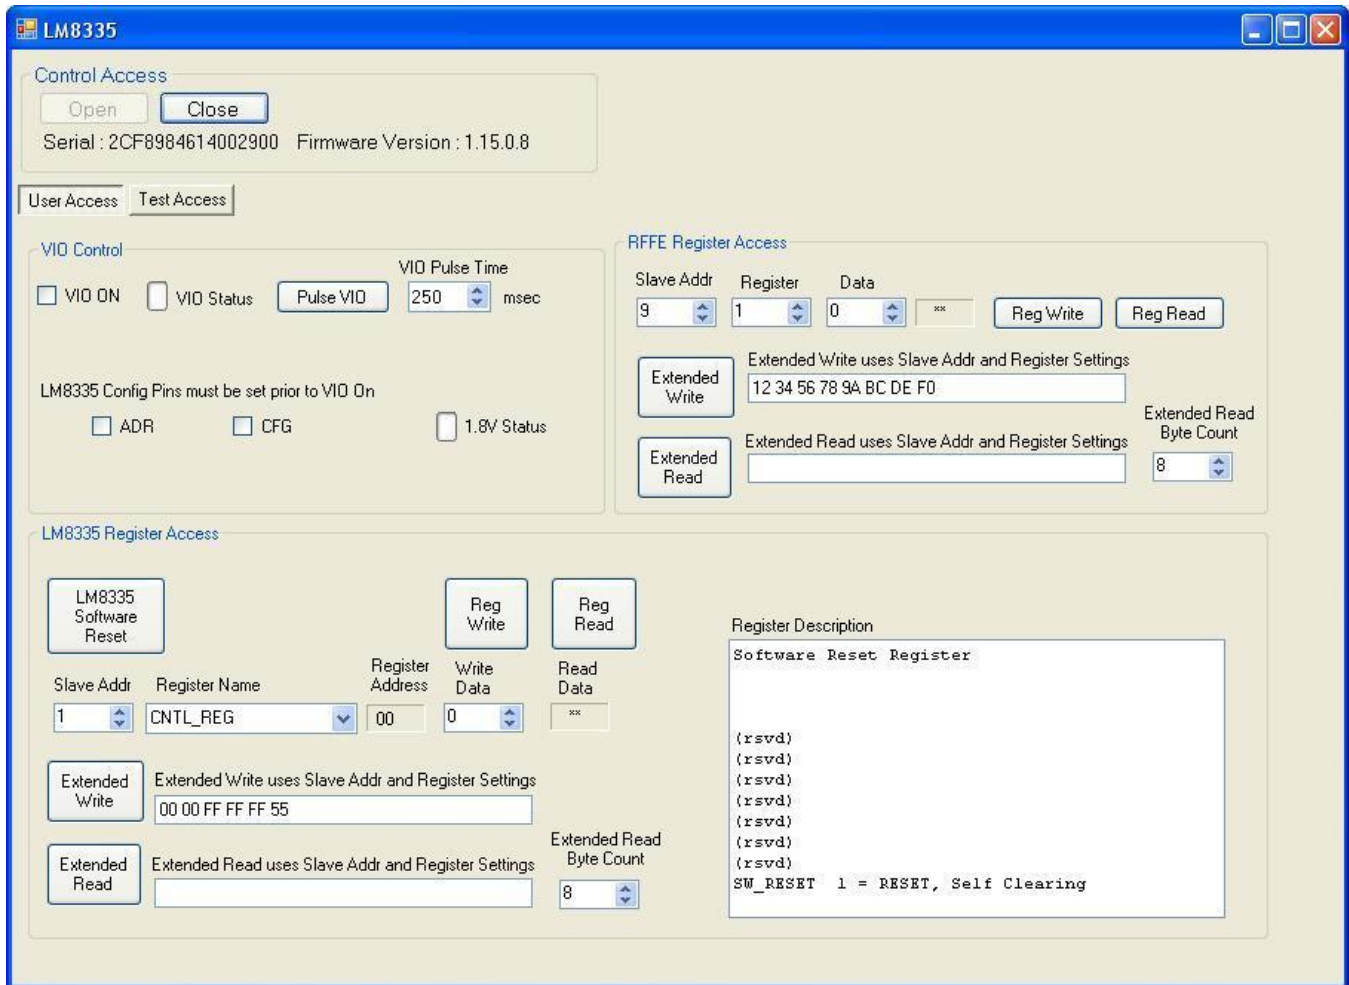 LM8335
Control Access
Open
Close
Serial : 2CF8984614002900 Firmware Version : 1.15.0.8
User Access
Test Access
VIO Control
VIO ON
VIO Status
Pulse VIO
VIO Pulse Time
250
msec
LM8335 Config Pins must be set prior to VIO On
ADR
CFG
1.8V Status
RFFE Register Access
Slave Addr
Register
Data
9
1
0
**
Reg Write
Reg Read
Extended
Write
Extended Write uses Slave Addr and Register Settings
12 34 56 78 9A BC DE F0
Extended
Read
Extended Read uses Slave Addr and Register Settings
Extended Read
Byte Count
8
LM8335 Register Access
LM8335
Software
Reset
Reg
Write
Reg
Read
Slave Addr
Register Name
Register
Address
Write
Data
Read
Data
1
CNTL_REG
00
0
**
Extended
Write
Extended Write uses Slave Addr and Register Settings
00 00 FF FF FF 55
Extended
Read
Extended Read uses Slave Addr and Register Settings
Extended Read
Byte Count
8
Register Description
Software Reset Register
(rsvd)
(rsvd)
(rsvd)
(rsvd)
(rsvd)
(rsvd)
(rsvd)
SW_RESET 1 = RESET, Self Clearing